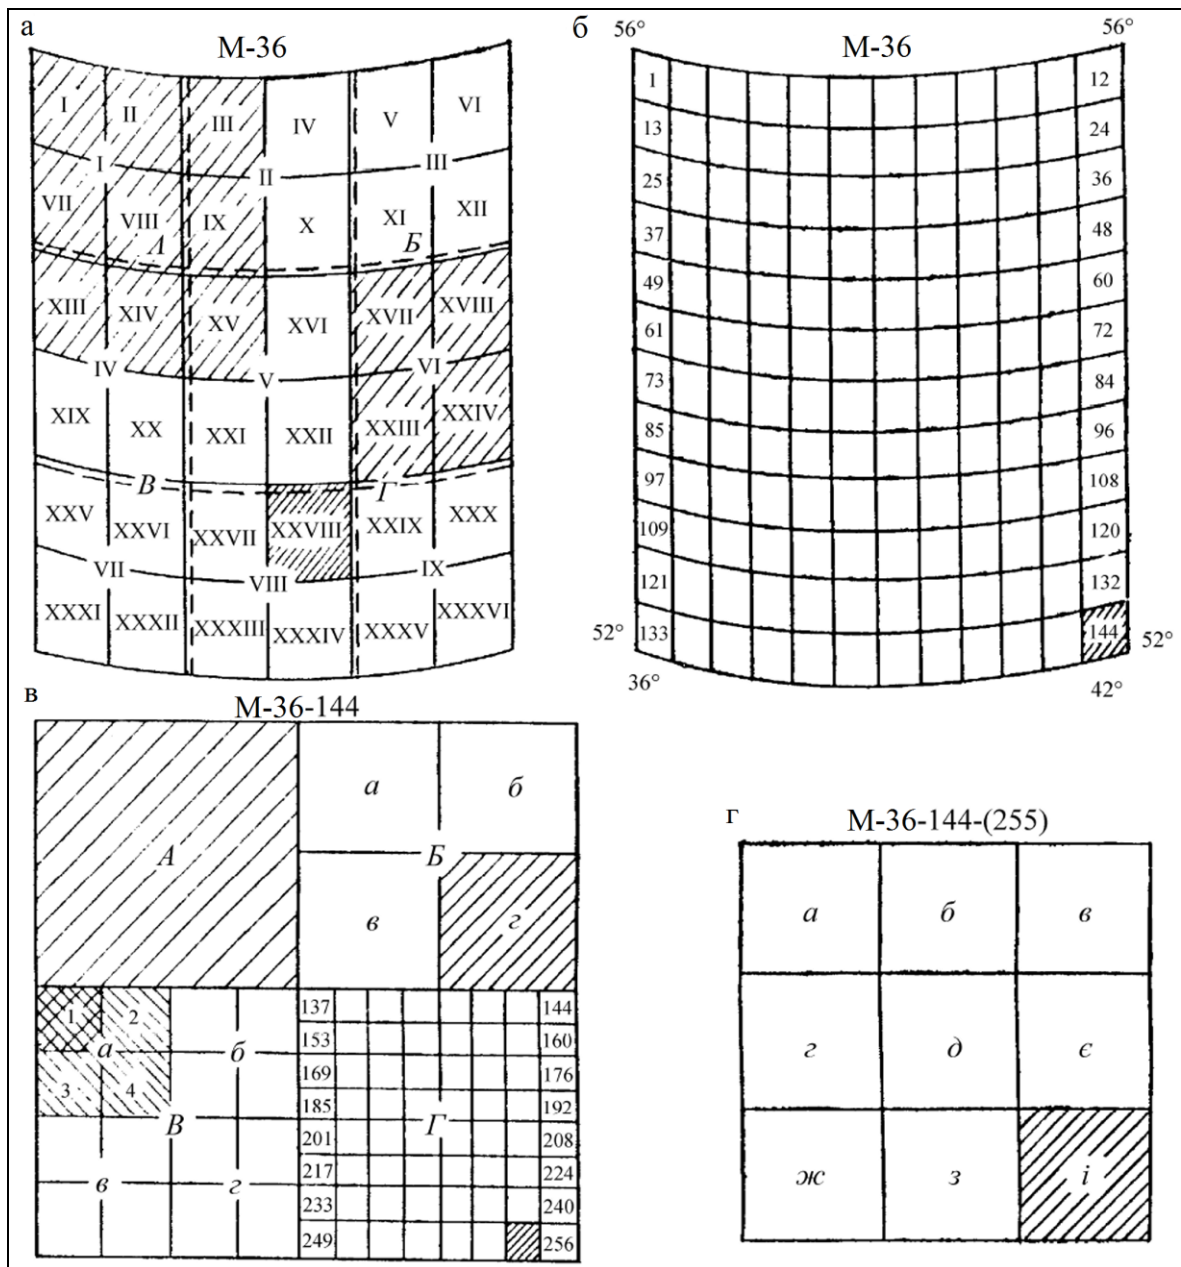 а
М-36
I II III IV V VI
I II III
VII VIII IX X XI XII
А Б
XIII XIV XV XVI XVII XVIII
IV V VI
XIX XX XXI XXII XXIII XXIV
В Г
XXV XXVI XXVII XXVIII XXIX XXX
VII VIII IX
XXXI XXXII XXXIII XXXIV XXXV XXXVI
б
М-36
56° 56°
1 12
13 24
25 36
37 48
49 60
61 72
73 84
85 96
97 108
109 120
121 132
52° 133 144 52°
36° 42°
в
М-36-144
А
а б
Б
в г
1 2
а б
3 4
В
в г
137 144
153 160
169 176
185 192
Г
201 208
217 224
233 240
249 256
г
М-36-144-(255)
а б в
г д є
ж з і